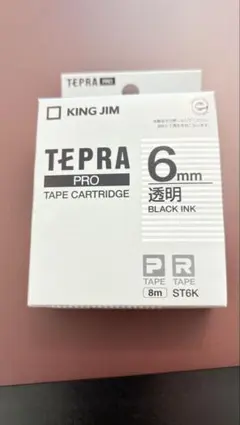 TEPRA PRO
KING JIM
TEPRA
PRO
TAPE CARTRIDGE
6mm
透明
BLACK INK
P R
TAPE TAPE
8m ST6K